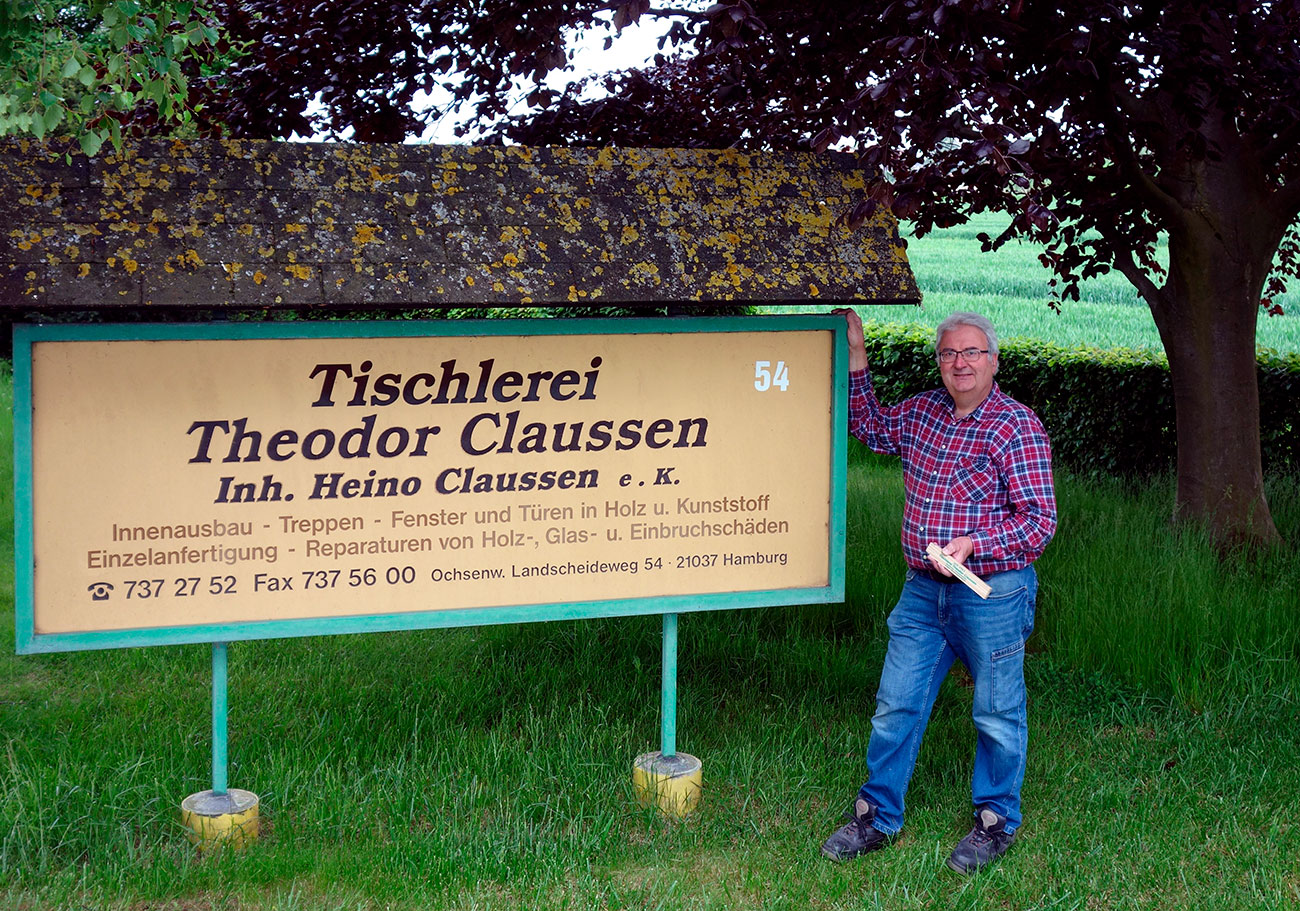 54
Tischlerei
Theodor Claussen
Inh. Heino Claussen e. K.
Innenausbau - Treppen - Fenster und Türen in Holz u. Kunststoff
Einzelanfertigung - Reparaturen von Holz-, Glas- u. Einbruchschäden
☎ 737 27 52 Fax 737 56 00 Ochsenw. Landscheideweg 54 · 21037 Hamburg